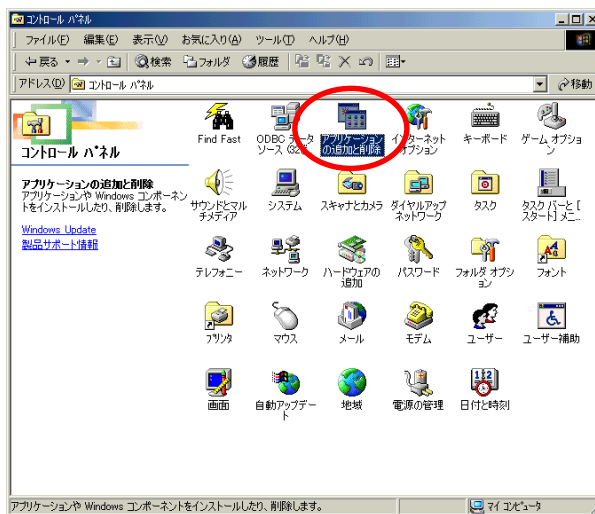 コントロール パネル
ファイル(F) 編集(E) 表示(V) お気に入り(A) ツール(T) ヘルプ(H)
戻る 検索 フォルダ 履歴
アドレス(D) コントロール パネル 移動
コントロール パネル
アプリケーションの追加と削除
アプリケーションや Windows コンポーネン
トをインストールしたり、削除します。
Windows Update
製品サポート情報
Find Fast
ODBC データ
ソース (32ビ
アプリケーション
の追加と削除
インターネット
オプション
キーボード
ゲーム オプショ
ン
サウンドとマル
チメディア
システム
スキャナとカメラ
ダイヤルアップ
ネットワーク
タスク
タスク バーと [
スタート] メニ...
テレフォニー
ネットワーク
ハードウェアの
追加
パスワード
フォルダ オプシ
ョン
フォント
プリンタ
マウス
メール
モデム
ユーザー
ユーザー補助
画面
自動アップデー
ト
地域
電源の管理
日付と時刻
アプリケーションや Windows コンポーネントをインストールしたり、削除します。 マイ コンピュータ